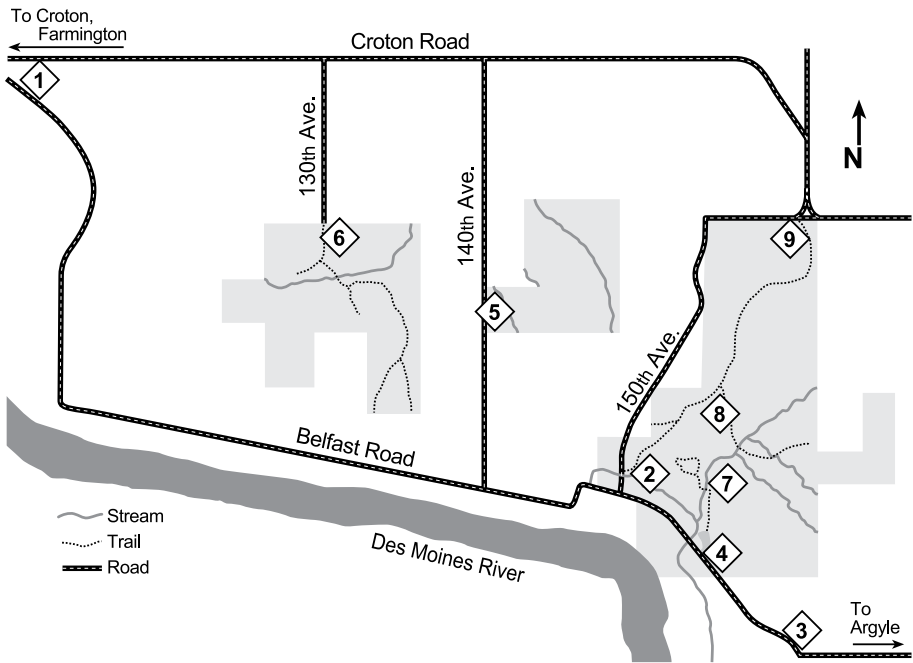 To Croton,
Farmington
Croton Road
1
130th Ave.
N
140th Ave.
6
9
5
150th Ave.
8
Belfast Road
2
7
Stream
Trail
Road
Des Moines River
4
3
To
Argyle